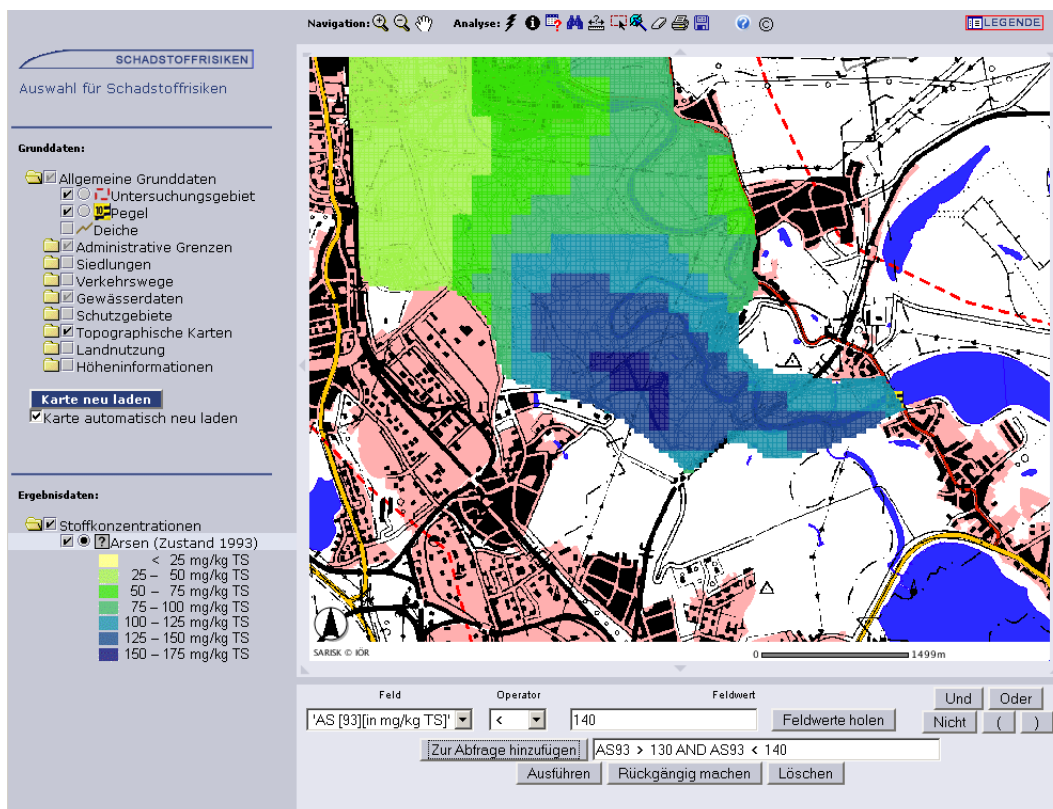 Navigation:
Analyse:
LEGENDE
SCHADSTOFFRISIKEN
Auswahl für Schadstoffrisiken
Grunddaten:
Allgemeine Grunddaten
Untersuchungsgebiet
Pegel
Deiche
Administrative Grenzen
Siedlungen
Verkehrswege
Gewässerdaten
Schutzgebiete
Topographische Karten
Landnutzung
Höheninformationen
Karte neu laden
Karte automatisch neu laden
Ergebnisdaten:
Stoffkonzentrationen
Arsen (Zustand 1993)
< 25 mg/kg TS
25 – 50 mg/kg TS
50 – 75 mg/kg TS
75 – 100 mg/kg TS
100 – 125 mg/kg TS
125 – 150 mg/kg TS
150 – 175 mg/kg TS
SARISK © IÖR
0 1499m
Feld Operator Feldwert
'AS [93][in mg/kg TS]' < 140 Feldwerte holen
Und Oder
Nicht ( )
Zur Abfrage hinzufügen AS93 > 130 AND AS93 < 140
Ausführen Rückgängig machen Löschen